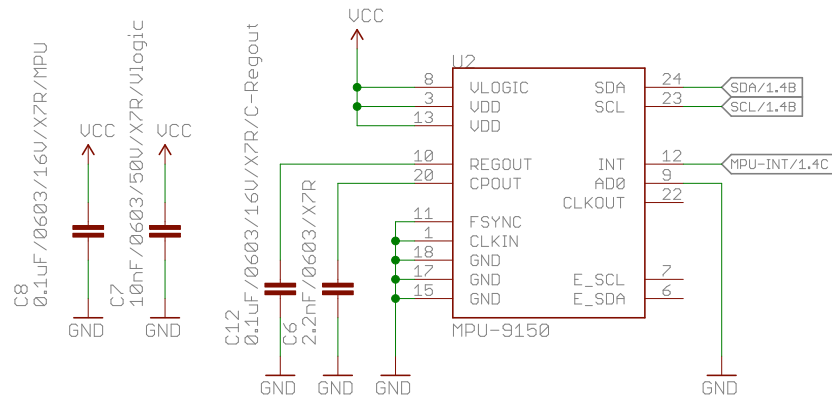 VCC
U2
8 VLOGIC SDA 24 SDA/1.4B
3 VDD SCL 23 SCL/1.4B
13 VDD
10 REGOUT INT 12 MPU-INT/1.4C
20 CPOUT AD0 9
CLKOUT 22
11 FSYNC
1 CLKIN
18 GND
17 GND E_SCL 7
15 GND E_SDA 6
MPU-9150
VCC
VCC
C8
0.1uF/0603/16V/X7R/MPU
C7
10nF/0603/50V/X7R/Vlogic
C12
0.1uF/0603/16V/X7R/C-Regout
C6
2.2nF/0603/X7R
GND
GND
GND
GND
GND
GND